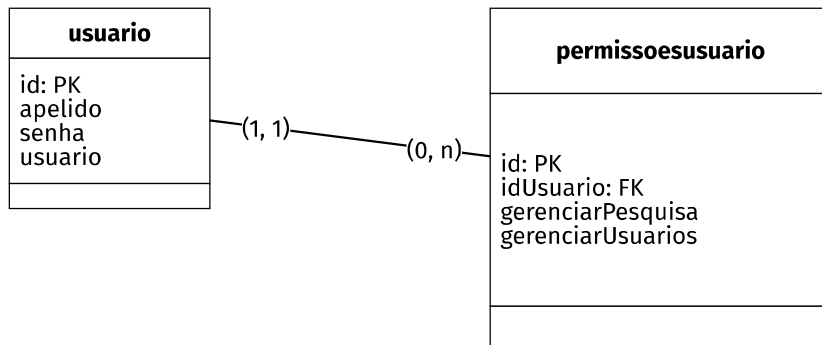 usuario
id: PK
apelido
senha
usuario
(1, 1)
(0, n)
permissoesusuario
id: PK
idUsuario: FK
gerenciarPesquisa
gerenciarUsuarios